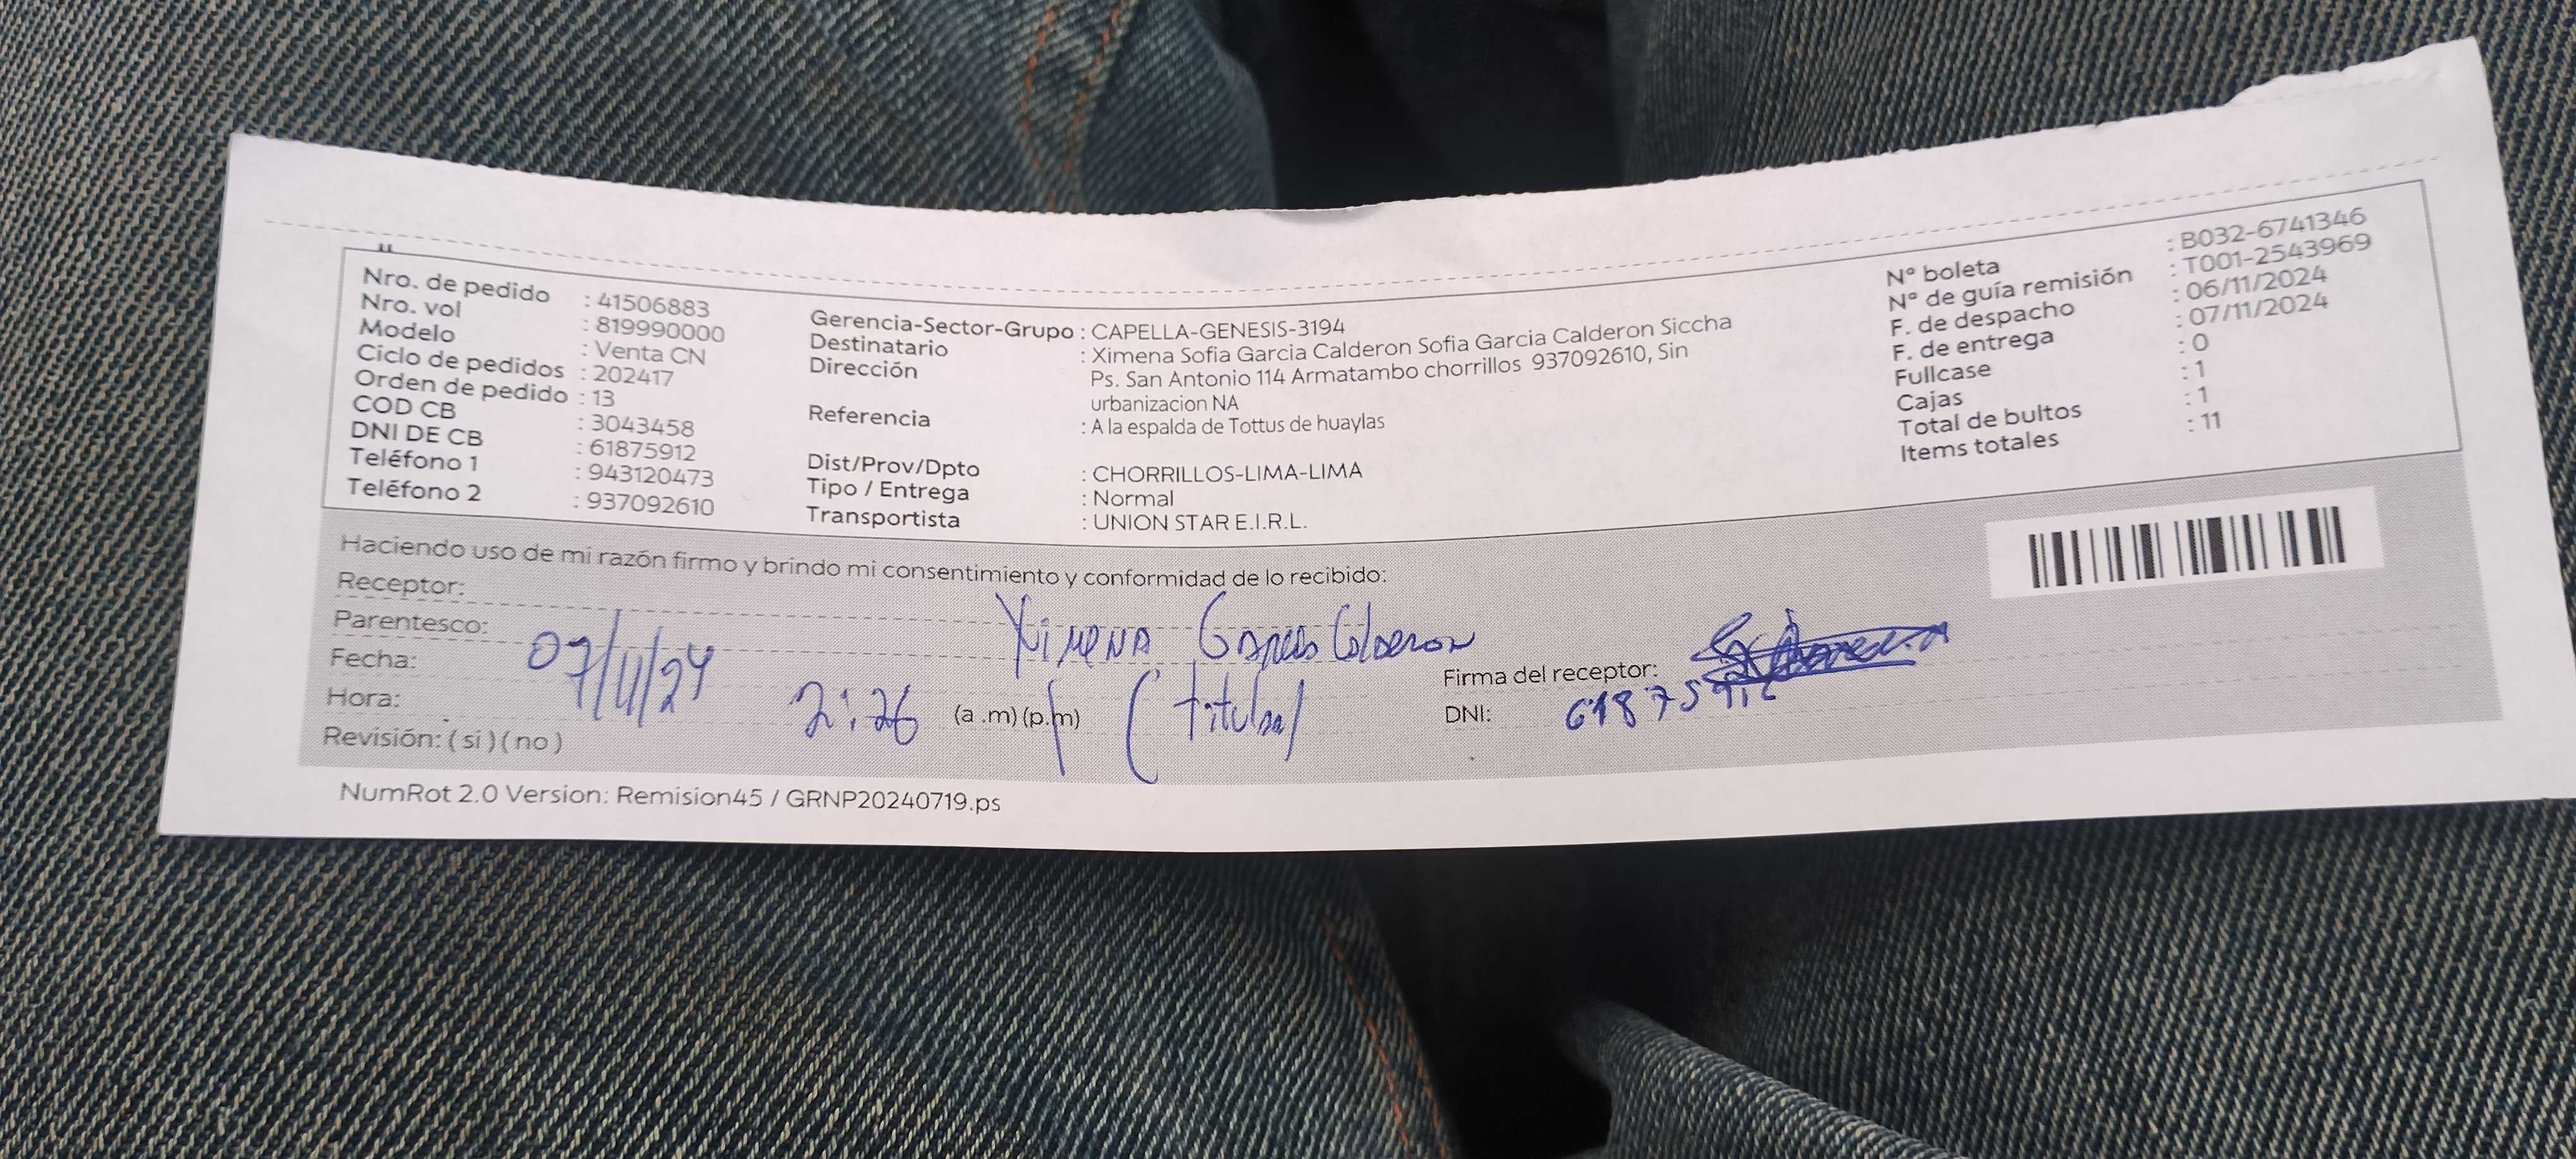 Nro. de pedido : 41506883
Nro. vol : 819990000
Modelo : Venta CN
Ciclo de pedidos : 202417
Orden de pedido : 13
COD CB : 3043458
DNI DE CB : 61875912
Teléfono 1 : 943120473
Teléfono 2 : 937092610
Gerencia-Sector-Grupo : CAPELLA-GENESIS-3194
Destinatario : Ximena Sofia Garcia Calderon Sofia Garcia Calderon Siccha
Dirección : Ps. San Antonio 114 Armatambo chorrillos 937092610, Sin
urbanizacion NA
Referencia : A la espalda de Tottus de huaylas
Dist/Prov/Dpto : CHORRILLOS-LIMA-LIMA
Tipo / Entrega : Normal
Transportista : UNION STAR E.I.R.L.
N° boleta : B032-6741346
N° de guía remisión : T001-2543969
F. de despacho : 06/11/2024
F. de entrega : 07/11/2024
Fullcase : 0
Cajas : 1
Total de bultos : 1
Items totales : 11
Haciendo uso de mi razón firmo y brindo mi consentimiento y conformidad de lo recibido:
Receptor: Ximena Garcia Calderon
Parentesco: (titular)
Fecha: 07/11/24
Hora: 2:26 (a .m) (p.m)
Revisión: ( si ) ( no )
Firma del receptor:
DNI: 61875912
NumRot 2.0 Version: Remision45 / GRNP20240719.ps